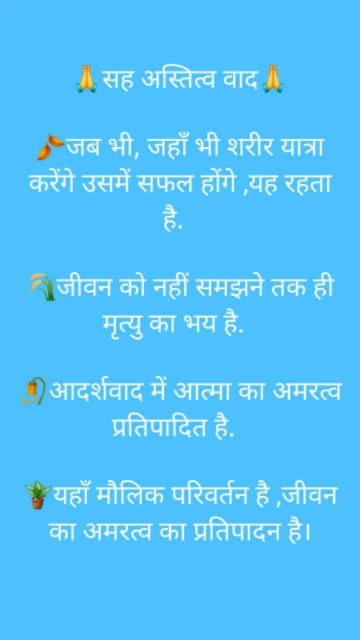 🙏सह अस्तित्व वाद🙏
🍂जब भी, जहाँ भी शरीर यात्रा
करेंगे उसमें सफल होंगे ,यह रहता
है.
🌾जीवन को नहीं समझने तक ही
मृत्यु का भय है.
🥀आदर्शवाद में आत्मा का अमरत्व
प्रतिपादित है.
🪴यहाँ मौलिक परिवर्तन है ,जीवन
का अमरत्व का प्रतिपादन है।